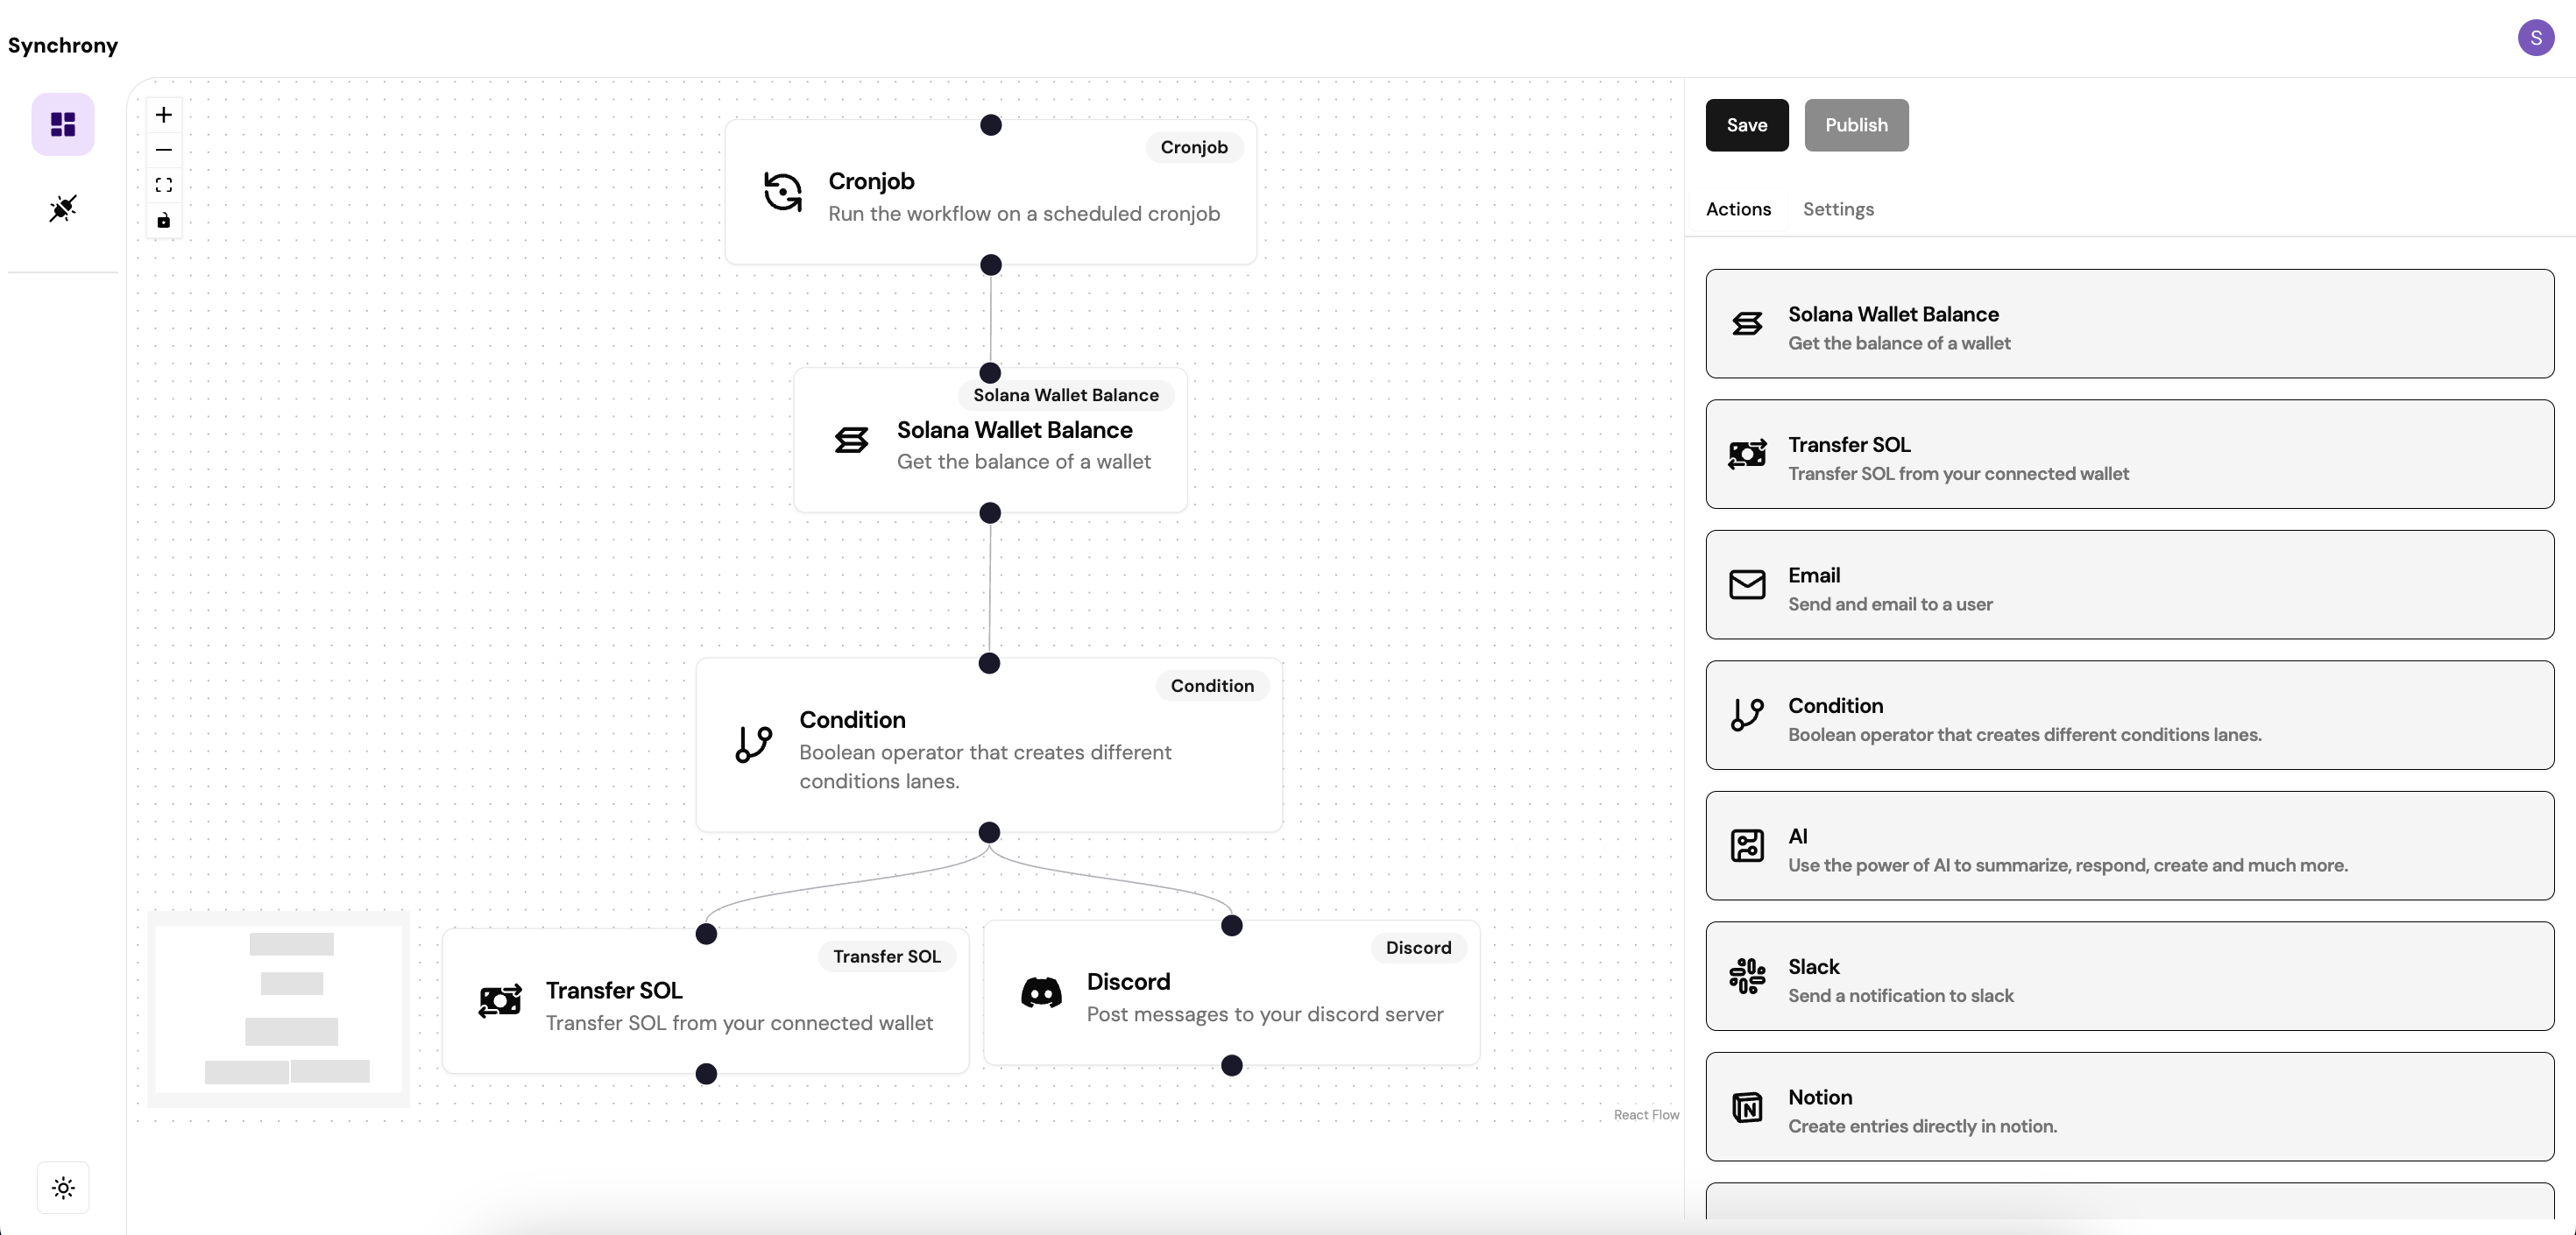 Synchrony
S
Cronjob
Cronjob
Run the workflow on a scheduled cronjob
Solana Wallet Balance
Solana Wallet Balance
Get the balance of a wallet
Condition
Condition
Boolean operator that creates different
conditions lanes.
Transfer SOL
Transfer SOL
Transfer SOL from your connected wallet
Discord
Discord
Post messages to your discord server
React Flow
Save
Publish
Actions
Settings
Solana Wallet Balance
Get the balance of a wallet
Transfer SOL
Transfer SOL from your connected wallet
Email
Send and email to a user
Condition
Boolean operator that creates different conditions lanes.
AI
Use the power of AI to summarize, respond, create and much more.
Slack
Send a notification to slack
Notion
Create entries directly in notion.